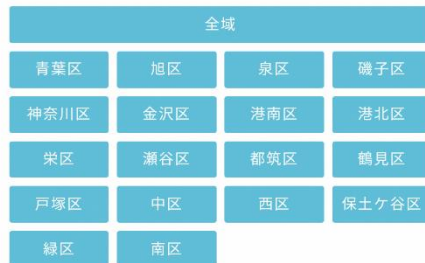 全域
青葉区 旭区 泉区 磯子区
神奈川区 金沢区 港南区 港北区
栄区 瀬谷区 都筑区 鶴見区
戸塚区 中区 西区 保土ケ谷区
緑区 南区